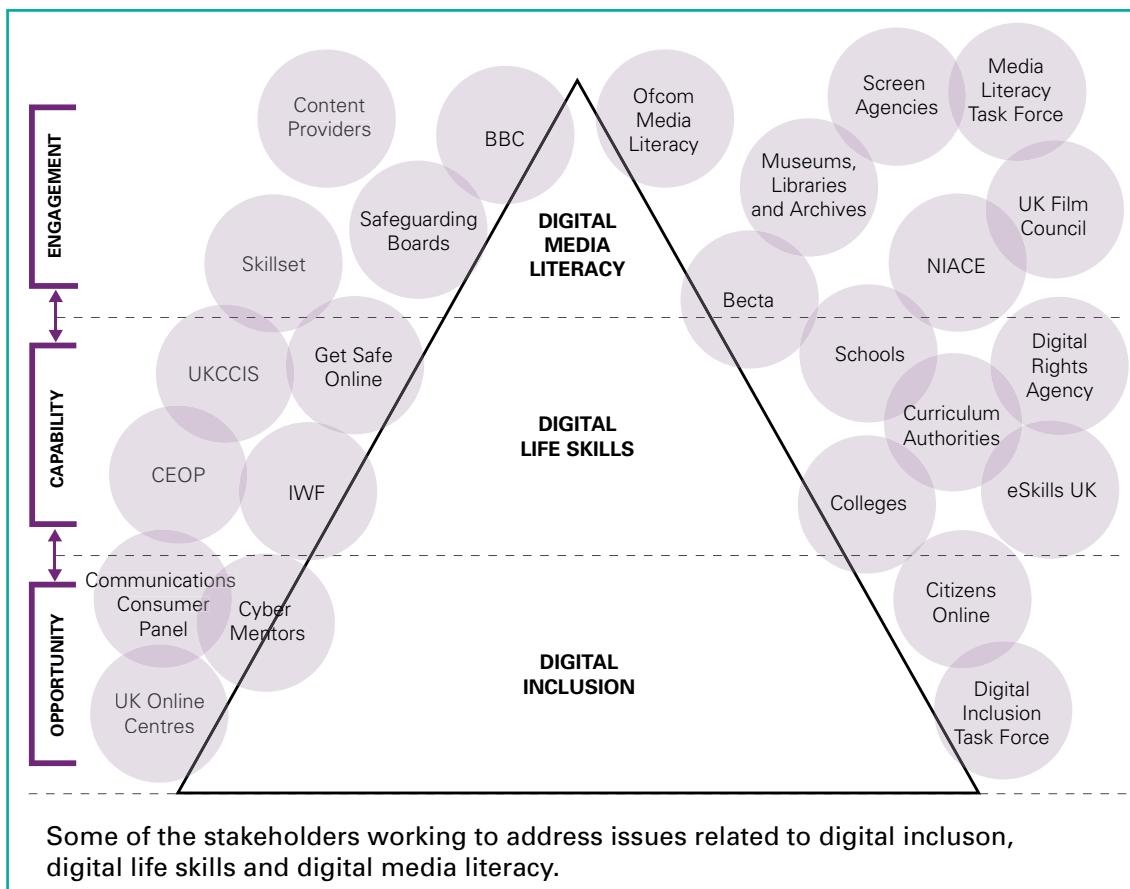 ENGAGEMENT
CAPABILITY
OPPORTUNITY
Content
Providers
BBC
Safeguarding
Boards
Skillset
UKCCIS
Get Safe
Online
CEOP
IWF
Communications
Consumer
Panel
Cyber
Mentors
UK Online
Centres
DIGITAL
MEDIA
LITERACY
DIGITAL
LIFE SKILLS
DIGITAL
INCLUSION
Ofcom
Media
Literacy
Screen
Agencies
Media
Literacy
Task Force
Museums,
Libraries
and Archives
UK Film
Council
NIACE
Becta
Schools
Digital
Rights
Agency
Curriculum
Authorities
eSkills UK
Colleges
Citizens
Online
Digital
Inclusion
Task Force
Some of the stakeholders working to address issues related to digital incluson,
digital life skills and digital media literacy.